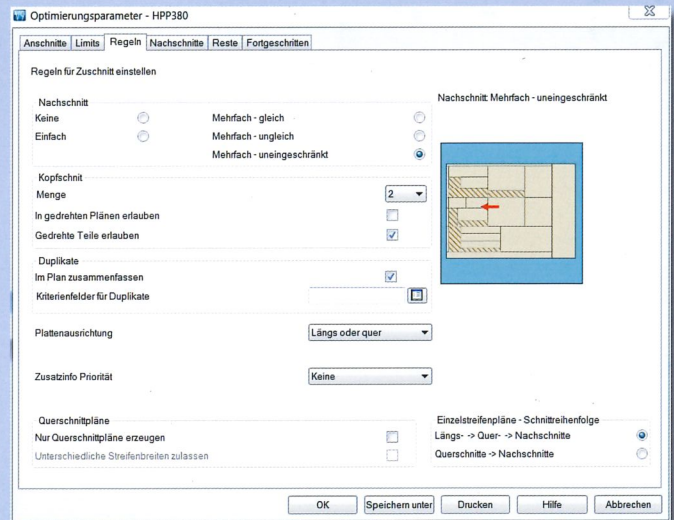 Optimierungsparameter - HPP380
Anschnitte Limits Regeln Nachschnitte Reste Fortgeschritten
Regeln für Zuschnitt einstellen
Nachschnitt
Keine
Einfach
Mehrfach - gleich
Mehrfach - ungleich
Mehrfach - uneingeschränkt
Nachschnitt: Mehrfach - uneingeschränkt
Kopfschnit
Menge 2
In gedrehten Plänen erlauben
Gedrehte Teile erlauben
Duplikate
Im Plan zusammenfassen
Kriterienfelder für Duplikate
Plattenausrichtung Längs oder quer
Zusatzinfo Priorität Keine
Querschnittpläne
Nur Querschnittpläne erzeugen
Unterschiedliche Streifenbreiten zulassen
Einzelstreifenpläne - Schnittreihenfolge
Längs- -> Quer- -> Nachschnitte
Querschnitte -> Nachschnitte
OK Speichern unter Drucken Hilfe Abbrechen